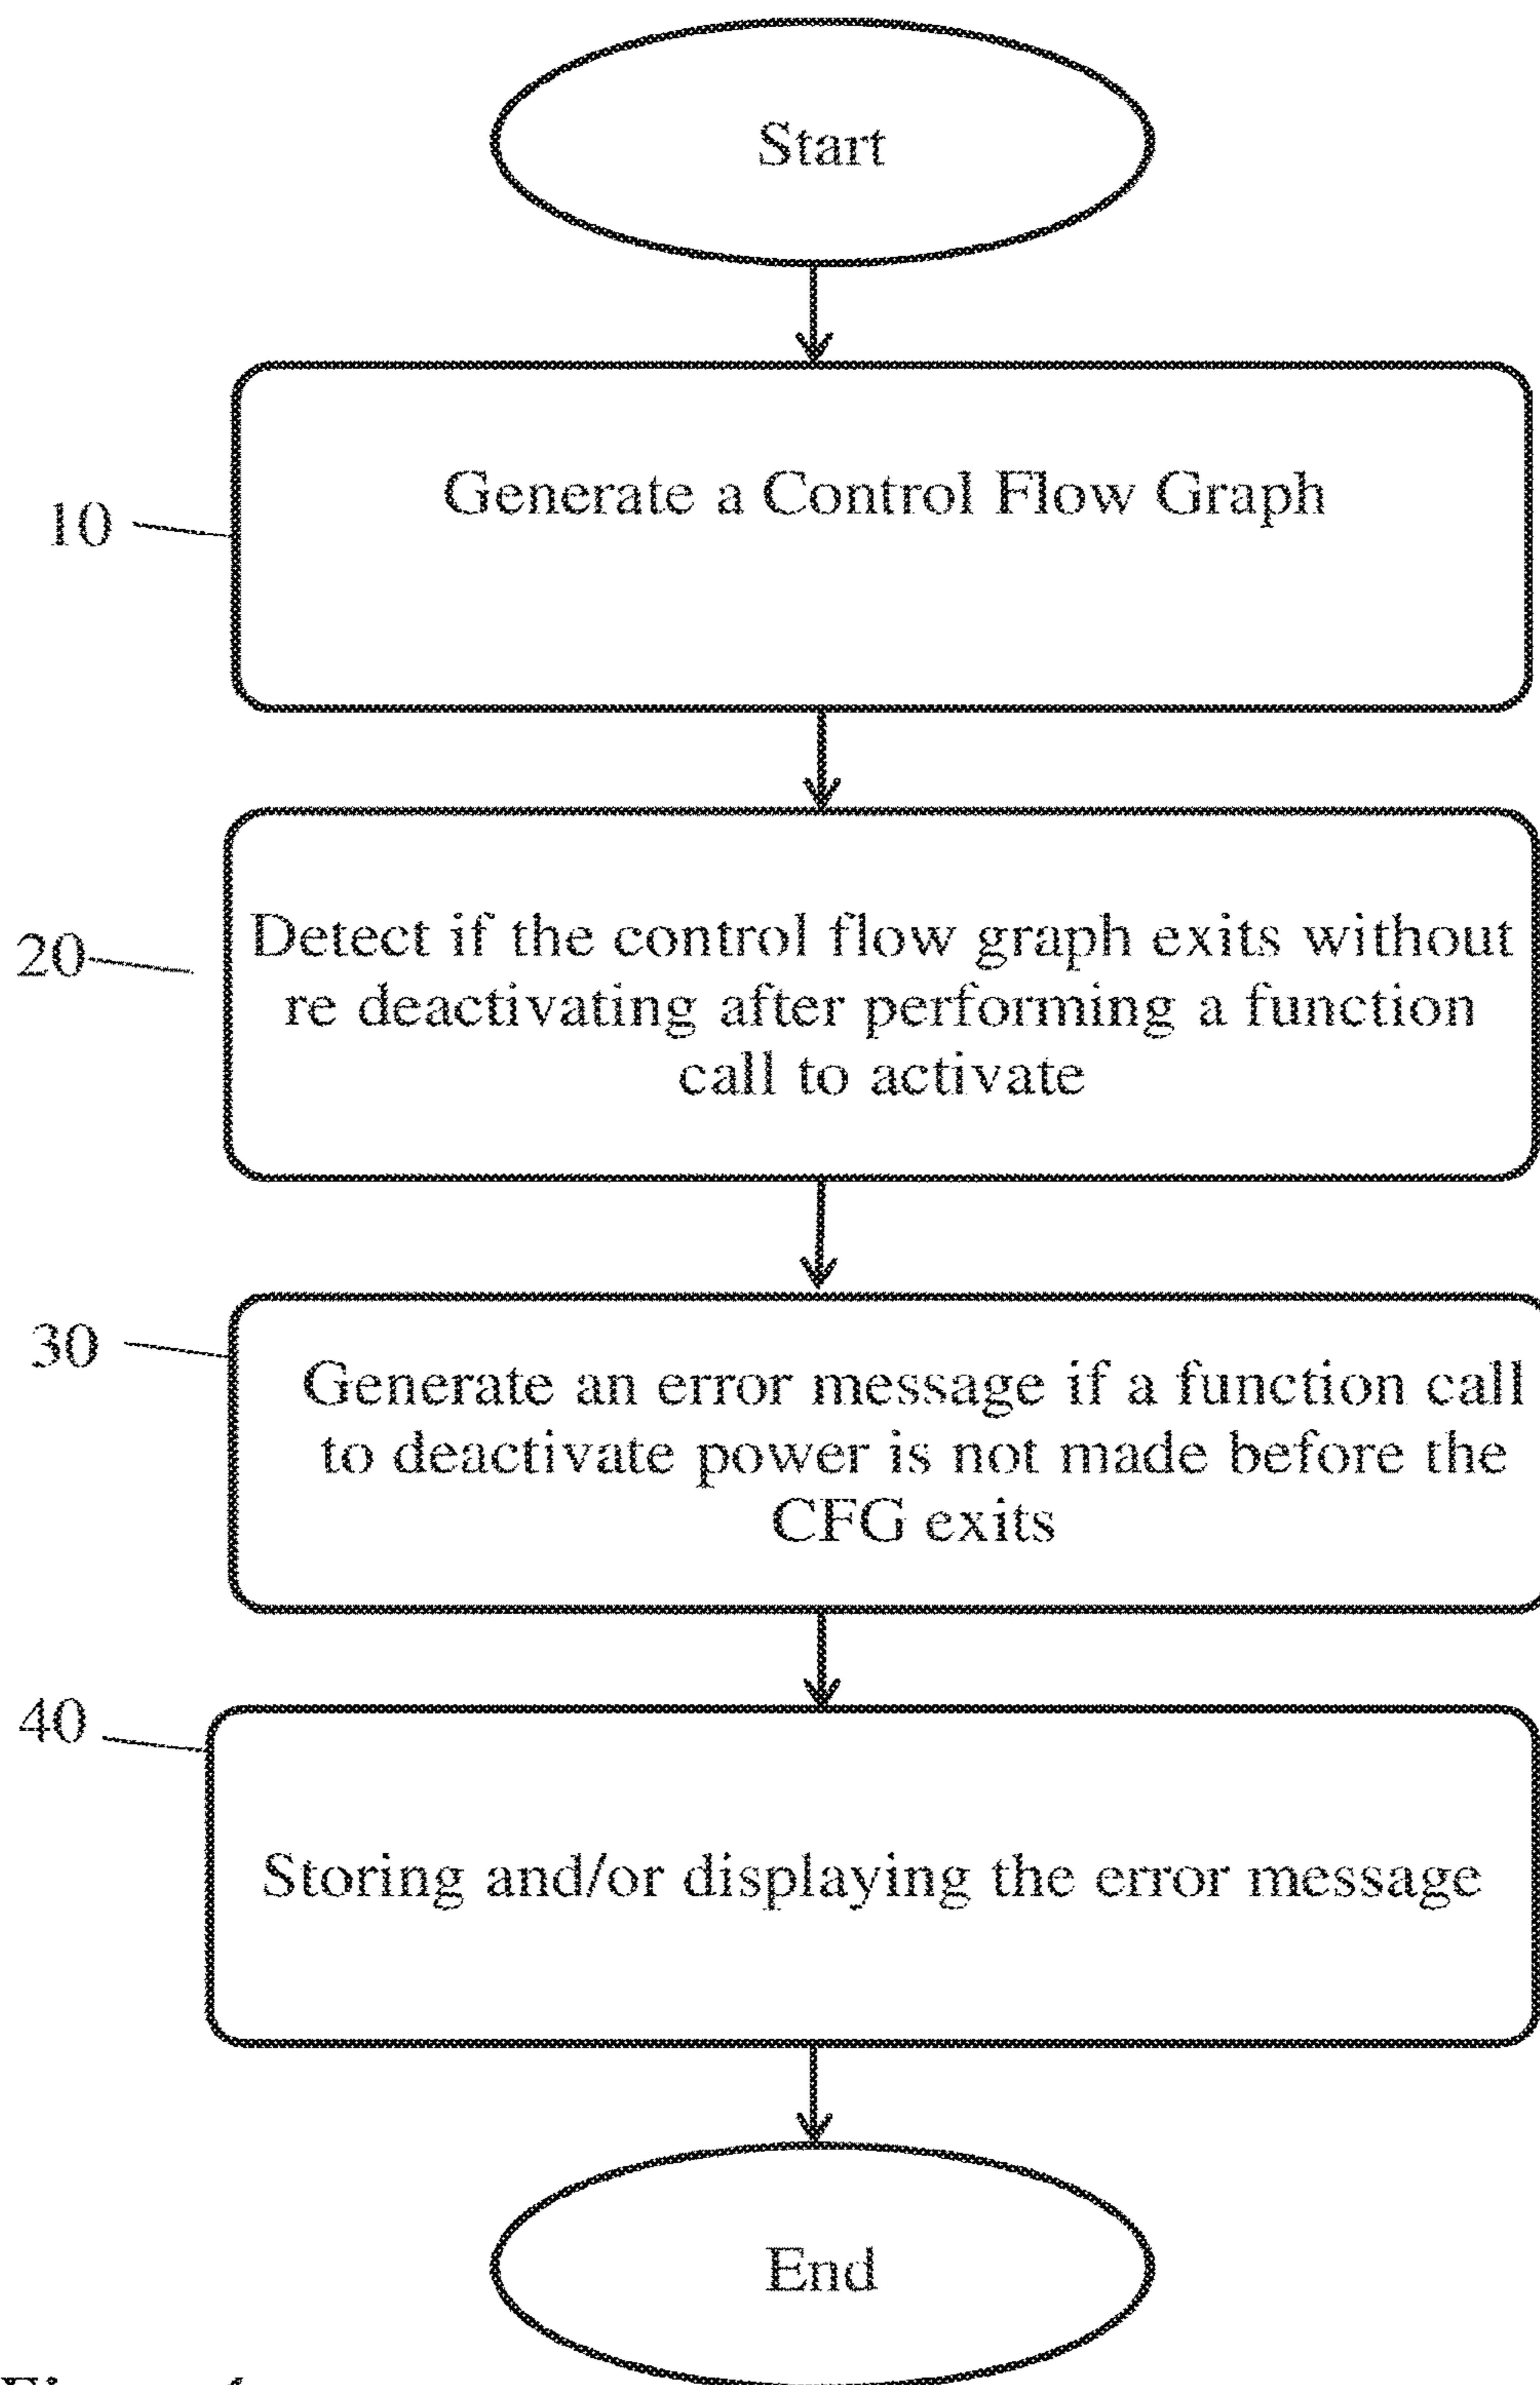 Start
10
Generate a Control Flow Graph
20
Detect if the control flow graph exits without
re deactivating after performing a function
call to activate
30
Generate an error message if a function call
to deactivate power is not made before the
CFG exits
40
Storing and/or displaying the error message
End